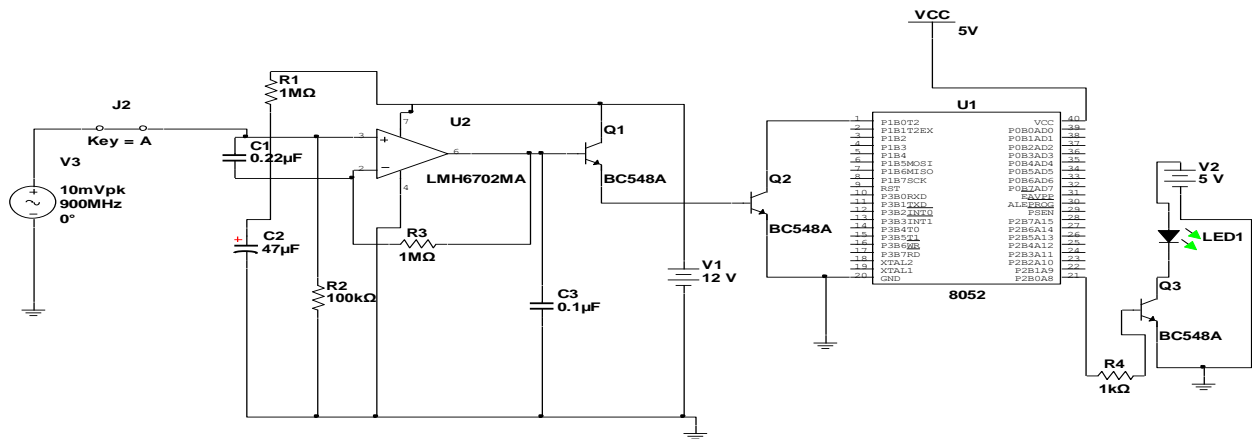 VCC
5V
J2
Key = A
V3
10mVpk
900MHz
0°
R1
1MΩ
C1
0.22µF
3
2
7
4
6
U2
LMH6702MA
Q1
BC548A
C2
47µF
R3
1MΩ
R2
100kΩ
C3
0.1µF
V1
12 V
Q2
BC548A
U1
1 P1B0T2 VCC 40
2 P1B1T2EX P0B0AD0 39
3 P1B2 P0B1AD1 38
4 P1B3 P0B2AD2 37
5 P1B4 P0B3AD3 36
6 P1B5MOSI P0B4AD4 35
7 P1B6MISO P0B5AD5 34
8 P1B7SCK P0B6AD6 33
9 RST P0B7AD7 32
10 P3B0RXD EAVPP 31
11 P3B1TXD ALEPROG 30
12 P3B2INT0 PSEN 29
13 P3B3INT1 P2B7A15 28
14 P3B4T0 P2B6A14 27
15 P3B5T1 P2B5A13 26
16 P3B6WR P2B4A12 25
17 P3B7RD P2B3A11 24
18 XTAL2 P2B2A10 23
19 XTAL1 P2B1A9 22
20 GND P2B0A8 21
8052
V2
5 V
LED1
Q3
BC548A
R4
1kΩ